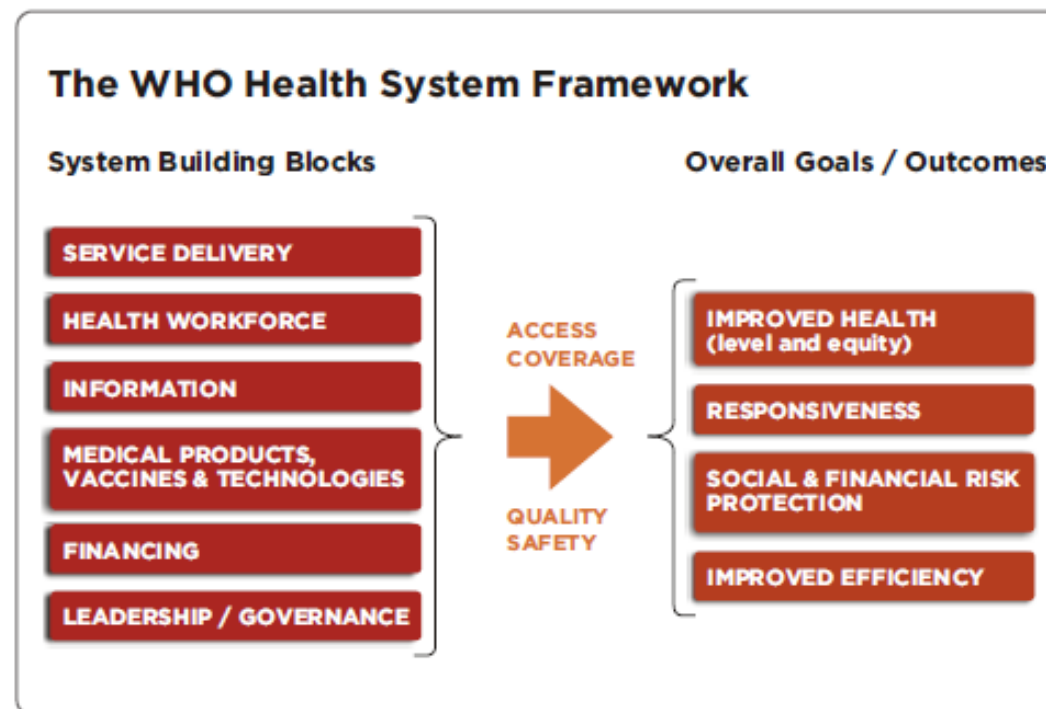 The WHO Health System Framework
System Building Blocks
Overall Goals / Outcomes
SERVICE DELIVERY
HEALTH WORKFORCE
INFORMATION
MEDICAL PRODUCTS,
VACCINES & TECHNOLOGIES
FINANCING
LEADERSHIP / GOVERNANCE
ACCESS
COVERAGE
QUALITY
SAFETY
IMPROVED HEALTH
(level and equity)
RESPONSIVENESS
SOCIAL & FINANCIAL RISK
PROTECTION
IMPROVED EFFICIENCY